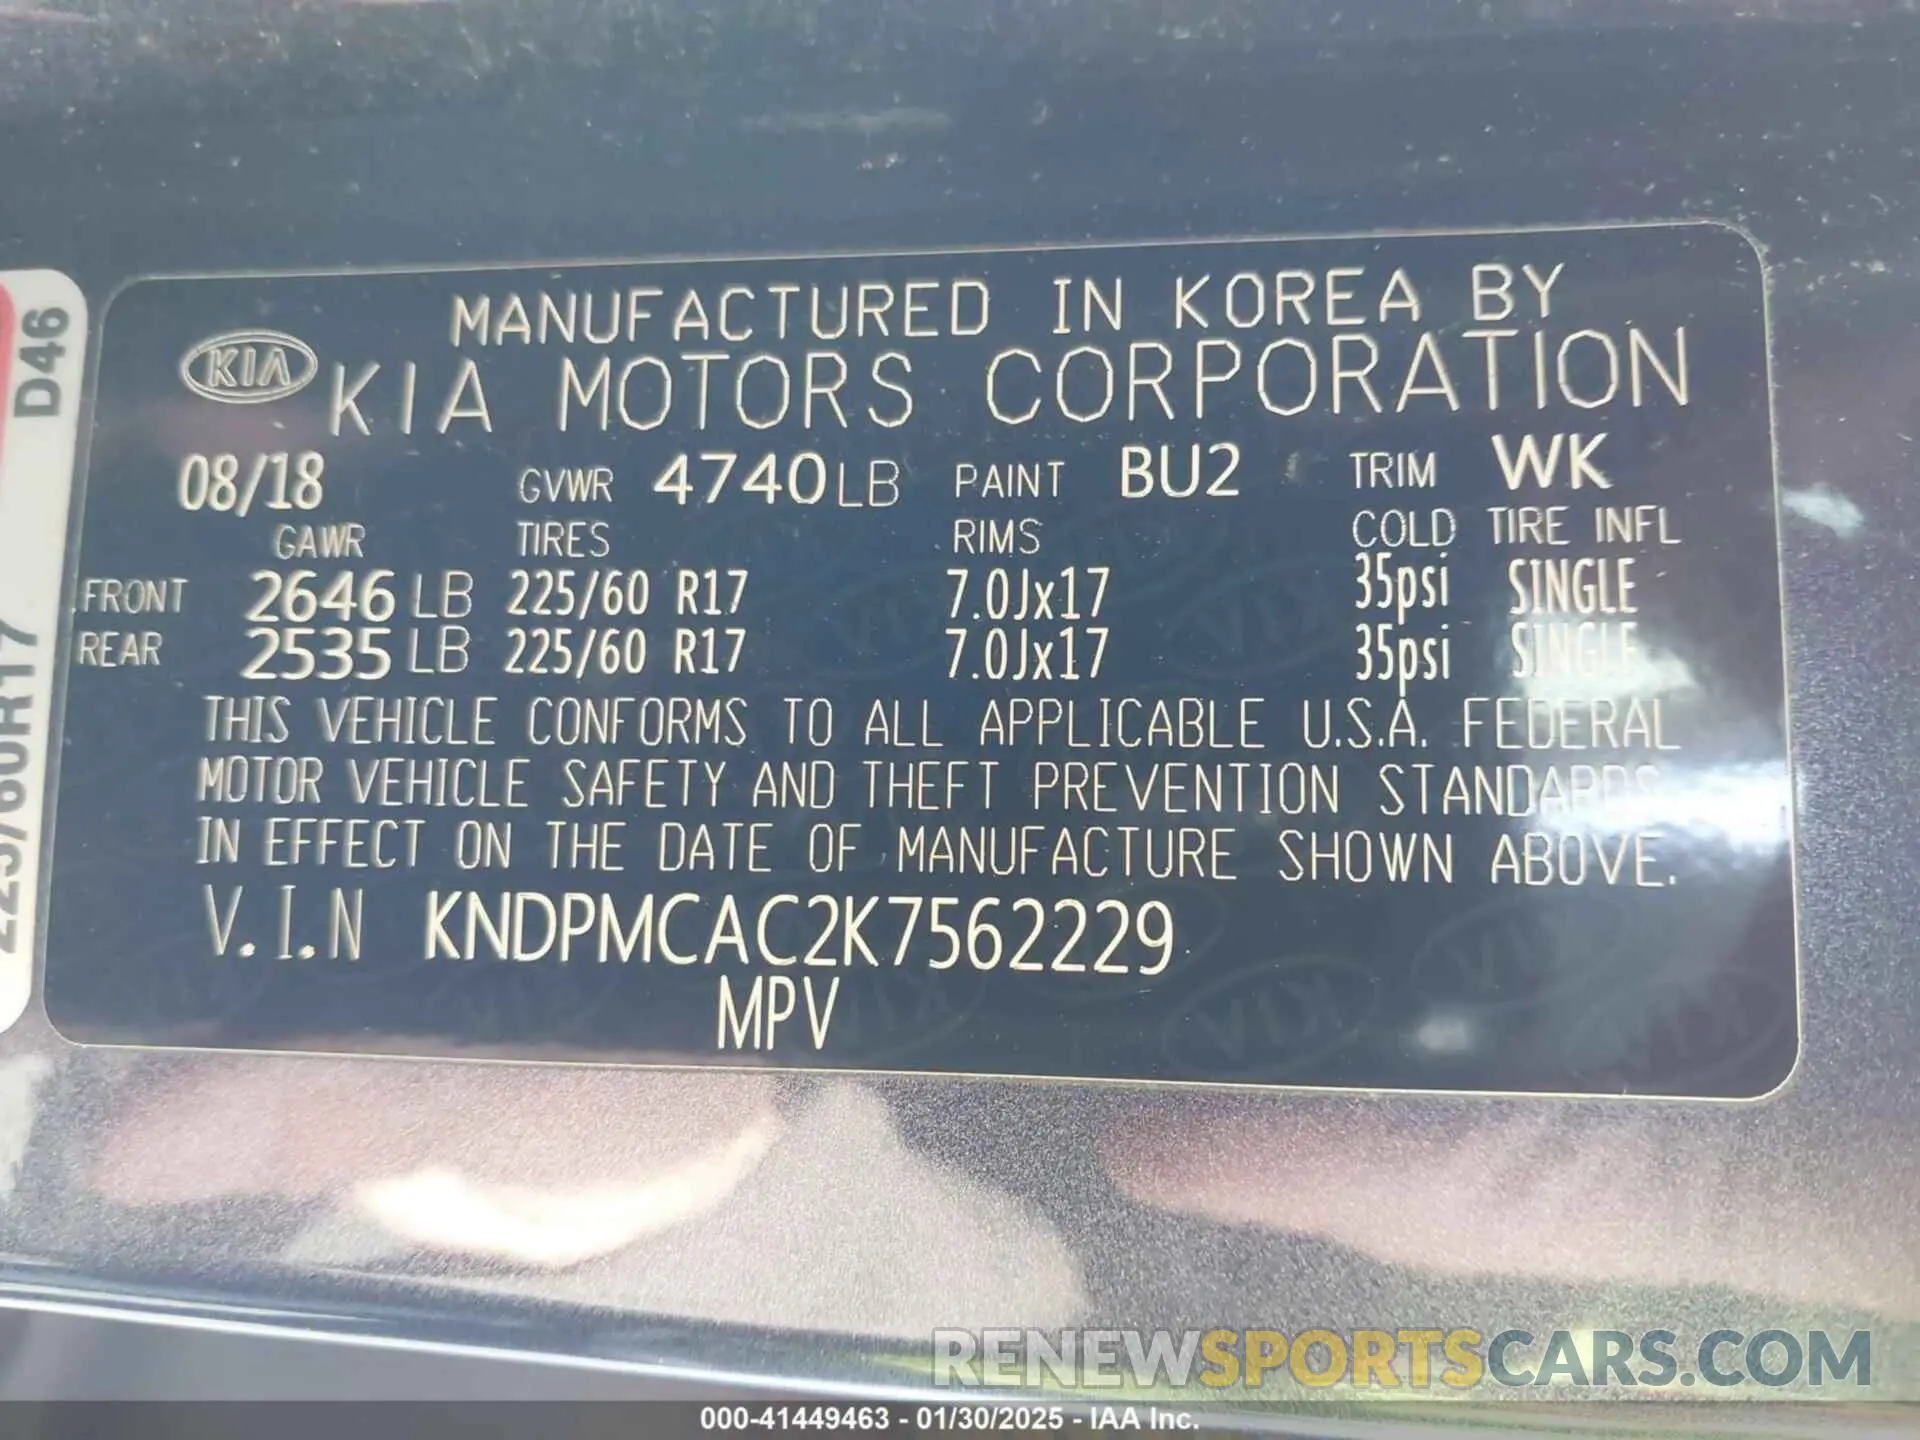 MANUFACTURED IN KOREA BY
KIA KIA MOTORS CORPORATION
08/18 GVWR 4740LB PAINT BU2 TRIM WK
GAWR TIRES RIMS COLD TIRE INFL
FRONT 2646 LB 225/60 R17 7.0Jx17 35psi SINGLE
REAR 2535 LB 225/60 R17 7.0Jx17 35psi SINGLE
THIS VEHICLE CONFORMS TO ALL APPLICABLE U.S.A. FEDERAL
MOTOR VEHICLE SAFETY AND THEFT PREVENTION STANDARDS
IN EFFECT ON THE DATE OF MANUFACTURE SHOWN ABOVE.
V.I.N KNDPMCAC2K7562229
MPV
D46
225/60R17
RENEWSPORTSCARS.COM
000-41449463 - 01/30/2025 - IAA Inc.